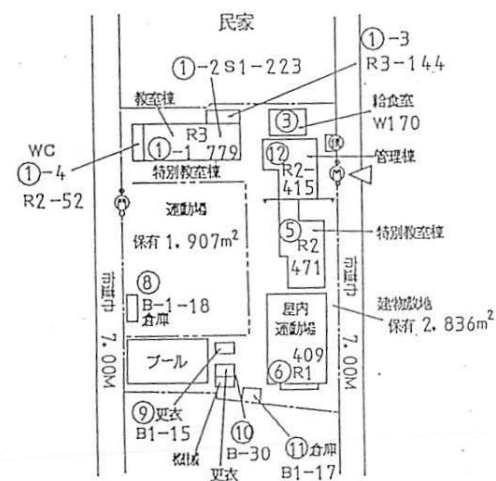 民家
①-3
R3-144
①-2S1-223
教室棟
給食室
W170
③
R3
①-1 779
WC
①-4
R2-52
特別教室棟
⑫
R2-
415
管理棟
運動場
保有1.907m²
⑤
R2
471
特別教室棟
⑧
B-1-18
倉庫
市道巾 7.00M
市道巾 7.00M
建物敷地
保有2.836m²
屋内
運動場
409
⑥R1
プール
⑨更衣
B1-15
機械
⑩
B-30
更衣
⑪倉庫
B1-17
民家